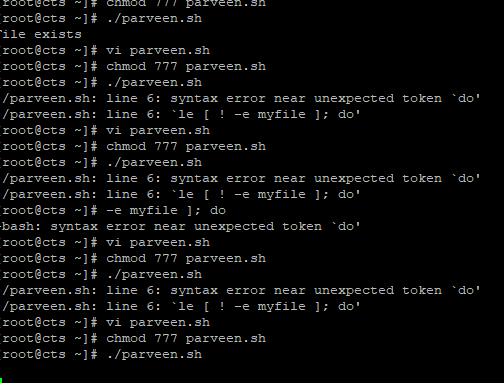 [root@cts ~]# chmod 777 parveen.sh
[root@cts ~]# ./parveen.sh
File exists
[root@cts ~]# vi parveen.sh
[root@cts ~]# chmod 777 parveen.sh
[root@cts ~]# ./parveen.sh
/parveen.sh: line 6: syntax error near unexpected token `do'
/parveen.sh: line 6: `le [ ! -e myfile ]; do'
[root@cts ~]# vi parveen.sh
[root@cts ~]# chmod 777 parveen.sh
[root@cts ~]# ./parveen.sh
/parveen.sh: line 6: syntax error near unexpected token `do'
/parveen.sh: line 6: `le [ ! -e myfile ]; do'
[root@cts ~]# -e myfile ]; do
-bash: syntax error near unexpected token `do'
[root@cts ~]# vi parveen.sh
[root@cts ~]# chmod 777 parveen.sh
[root@cts ~]# ./parveen.sh
/parveen.sh: line 6: syntax error near unexpected token `do'
/parveen.sh: line 6: `le [ ! -e myfile ]; do'
[root@cts ~]# vi parveen.sh
[root@cts ~]# chmod 777 parveen.sh
[root@cts ~]# ./parveen.sh